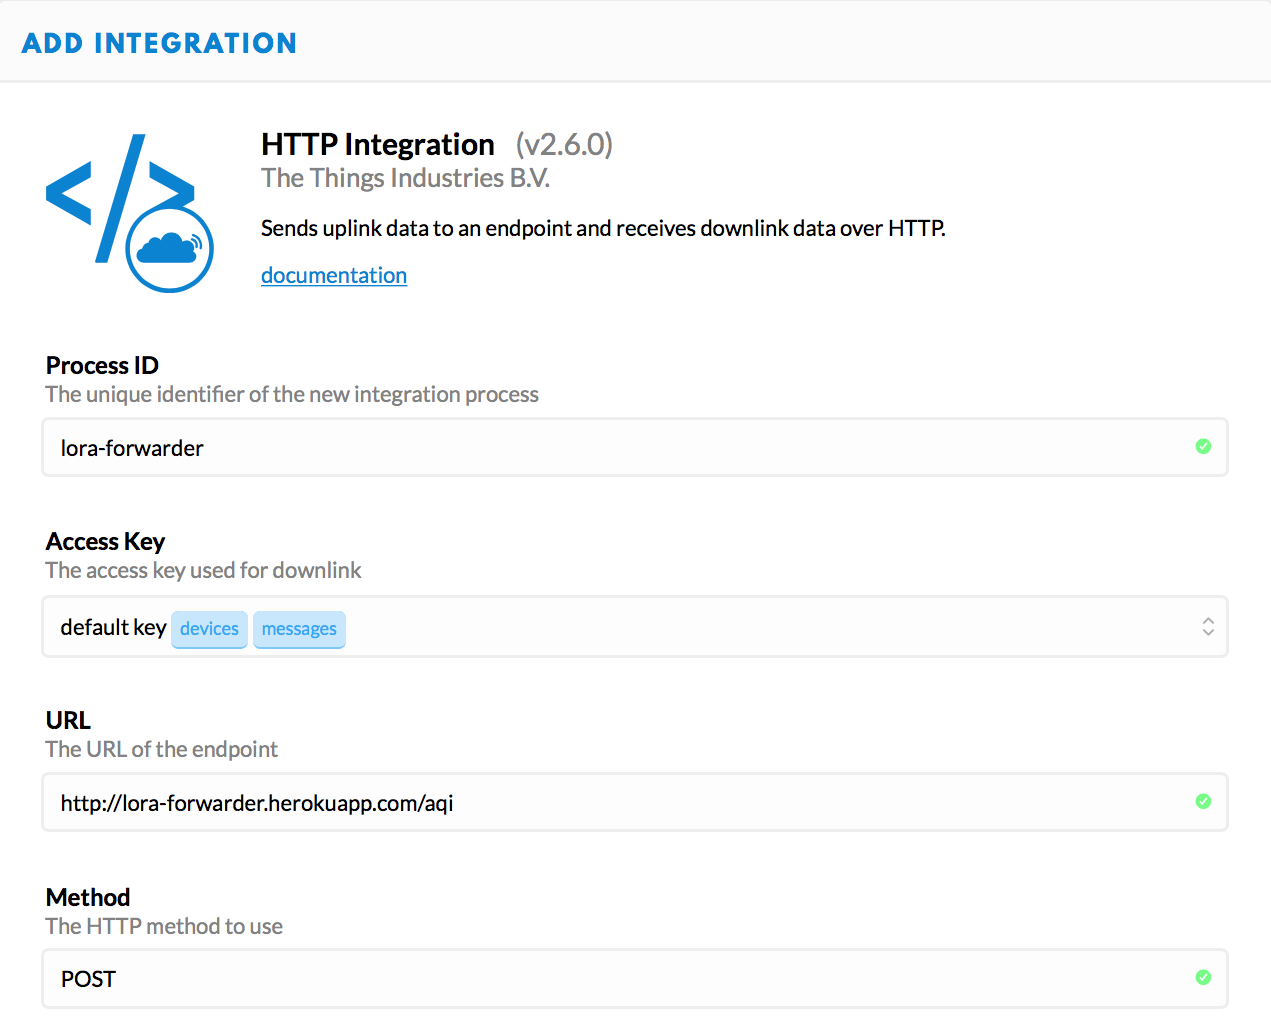 ADD INTEGRATION
HTTP Integration (v2.6.0)
The Things Industries B.V.
Sends uplink data to an endpoint and receives downlink data over HTTP.
documentation
Process ID
The unique identifier of the new integration process
lora-forwarder
Access Key
The access key used for downlink
default key devices messages
URL
The URL of the endpoint
http://lora-forwarder.herokuapp.com/aqi
Method
The HTTP method to use
POST